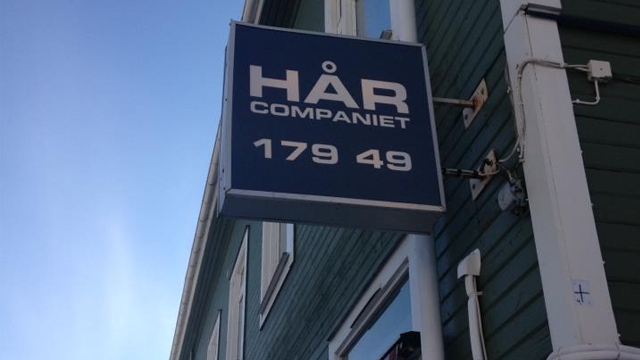 HÅR
COMPANIET
179 49